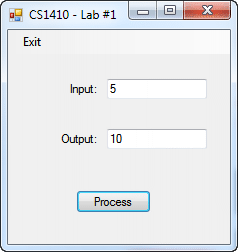 CS1410 - Lab #1
Exit
Input: 5
Output: 10
Process